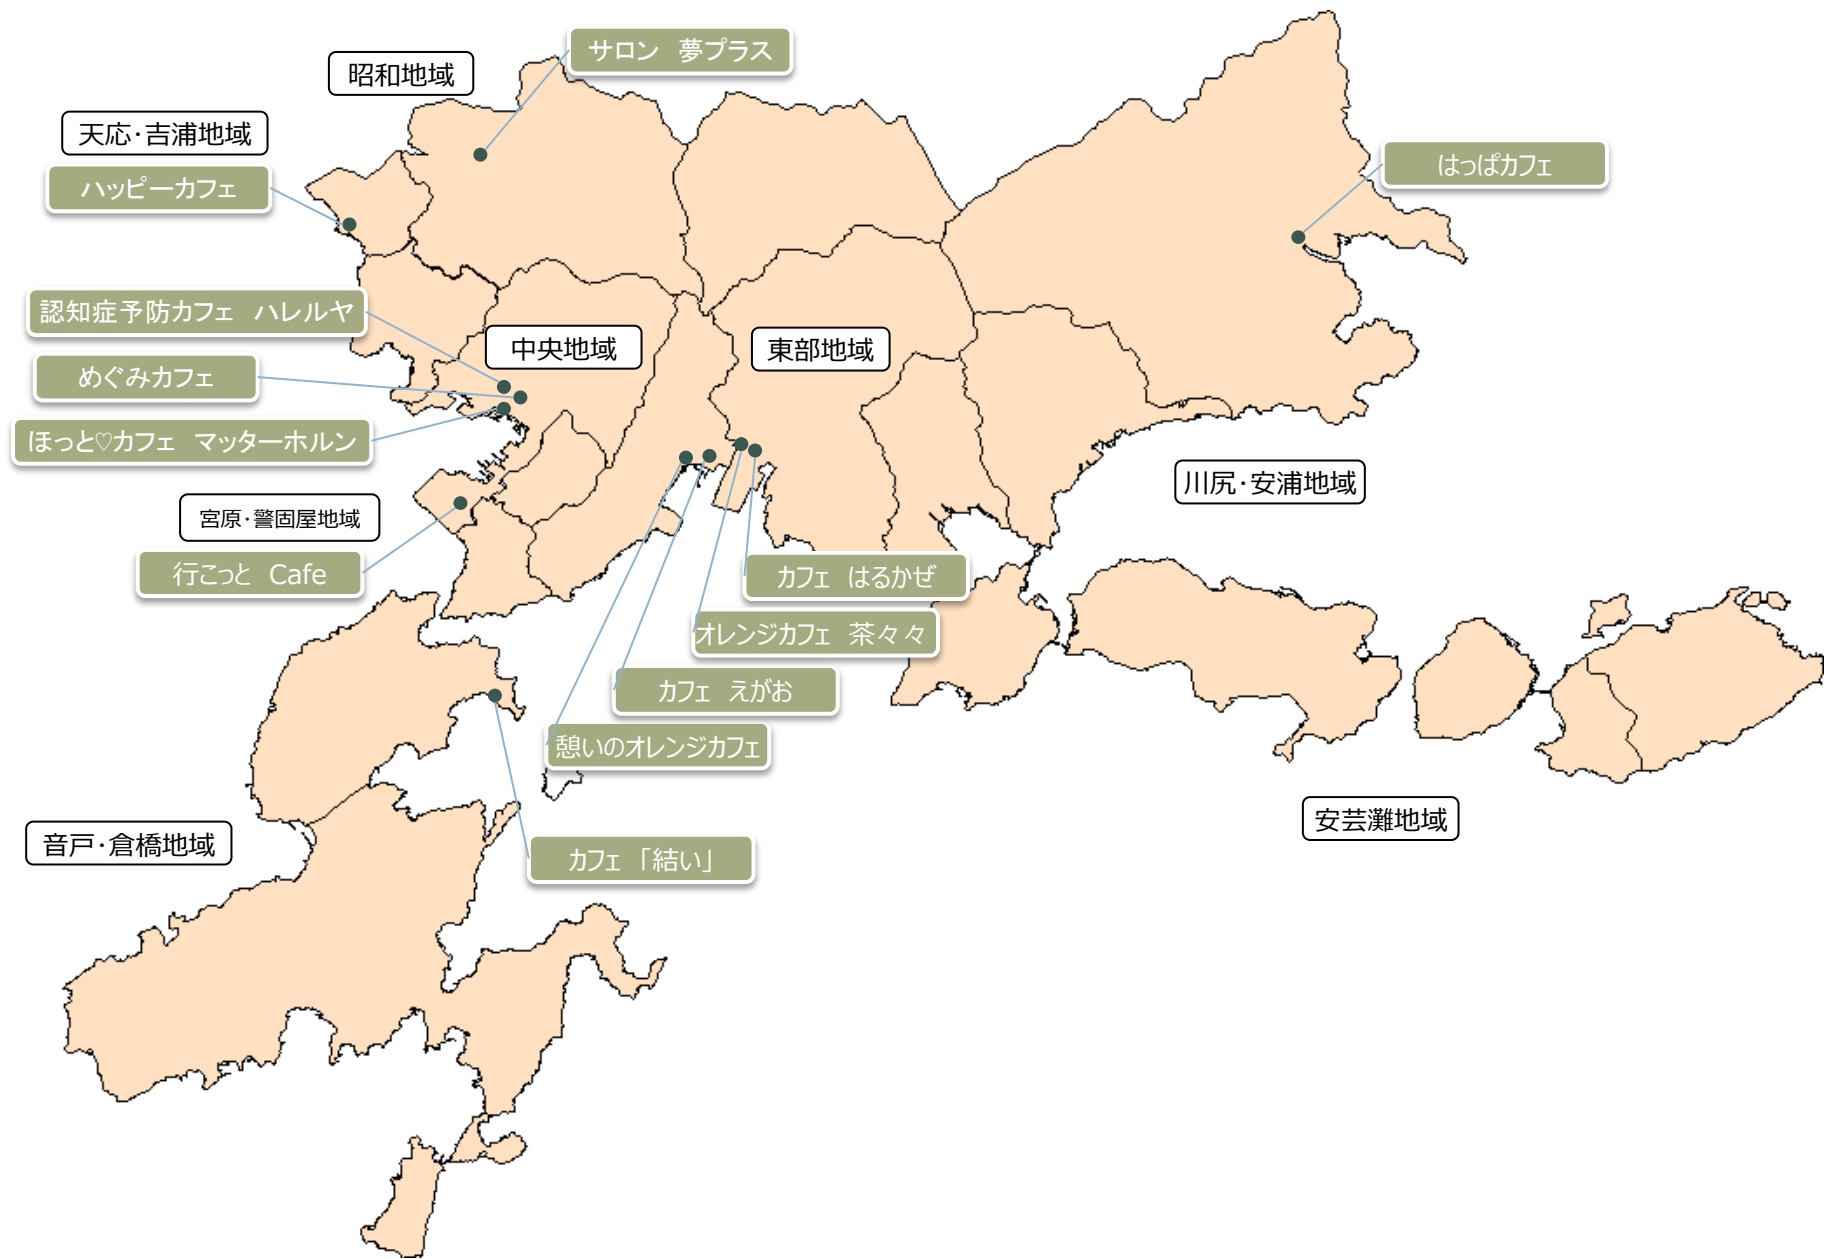 サロン　夢プラス
昭和地域
天応・吉浦地域
はっぱカフェ
ハッピーカフェ
認知症予防カフェ　ハレルヤ
中央地域
東部地域
めぐみカフェ
ほっと♡カフェ　マッターホルン
川尻・安浦地域
宮原・警固屋地域
行こっと　Cafe
カフェ　はるかぜ
オレンジカフェ　茶々々
カフェ　えがお
憩いのオレンジカフェ
安芸灘地域
音戸・倉橋地域
カフェ「結い」